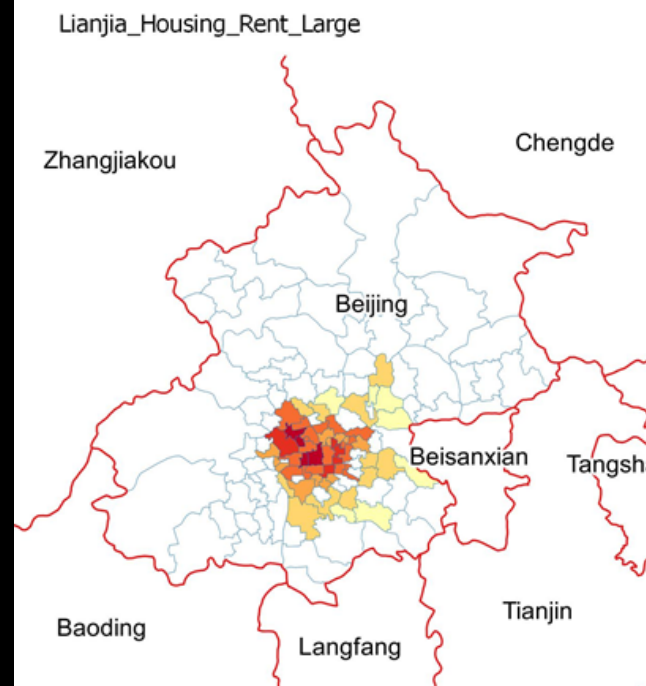 Lianjia_Housing_Rent_Large
Chengde
Zhangjiakou
Beijing
Beisanxian
Tangsha
Tianjin
Baoding
Langfang